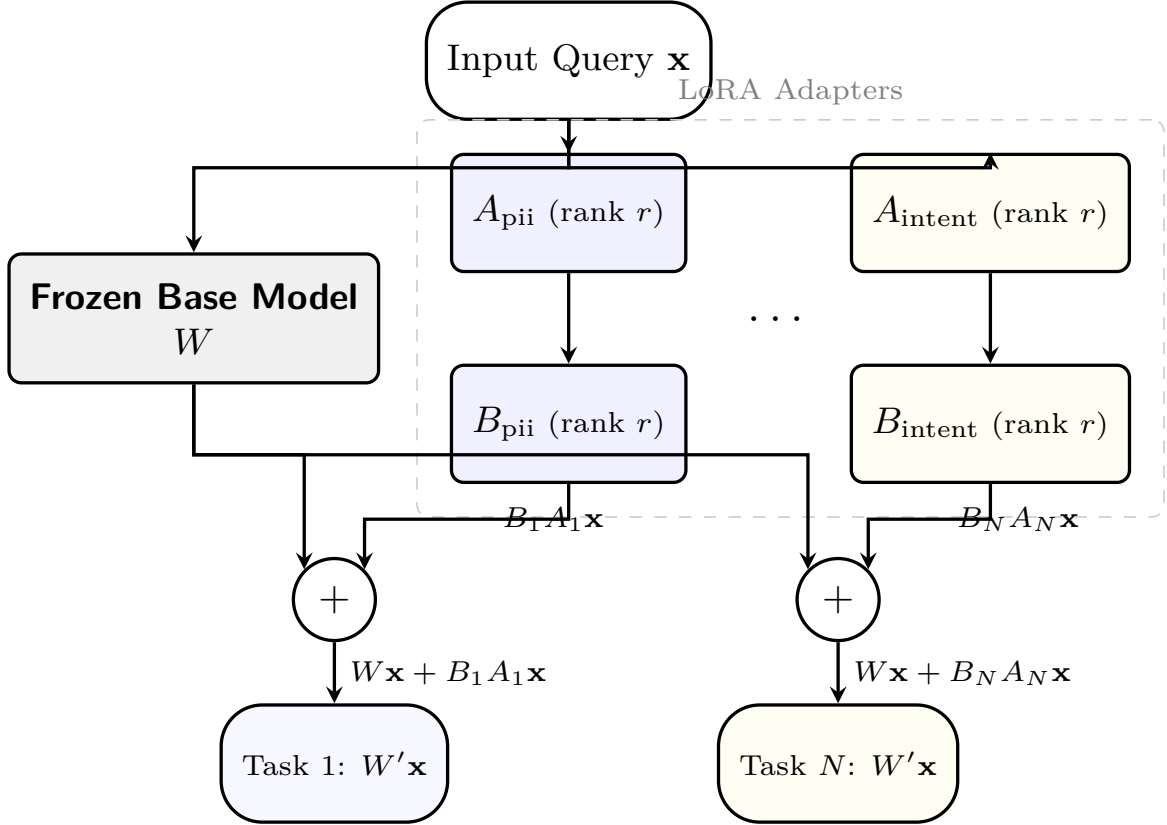 Input Query x
LoRA Adapters
A_pii (rank r)
A_intent (rank r)
Frozen Base Model
W
. . .
B_pii (rank r)
B_intent (rank r)
B_1A_1x
B_NA_Nx
+
+
Wx + B_1A_1x
Wx + B_NA_Nx
Task 1: W′x
Task N: W′x